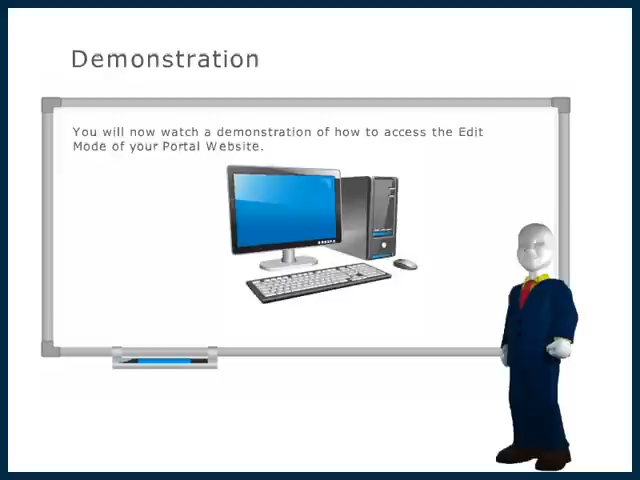 Demonstration
You will now watch a demonstration of how to access the Edit
Mode of your Portal Website.